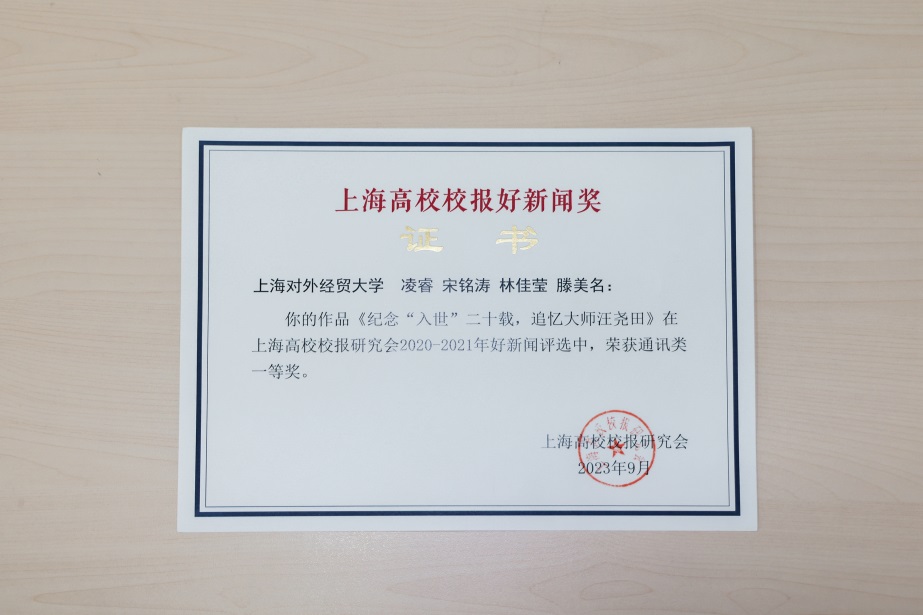 上海高校校报好新闻奖
证 书
上海对外经贸大学 凌睿 宋铭涛 林佳莹 滕美名：
你的作品《纪念“入世”二十载，追忆大师汪尧田》在
上海高校校报研究会2020-2021年好新闻评选中，荣获通讯类
一等奖。
上海高校校报研究会
2023年9月